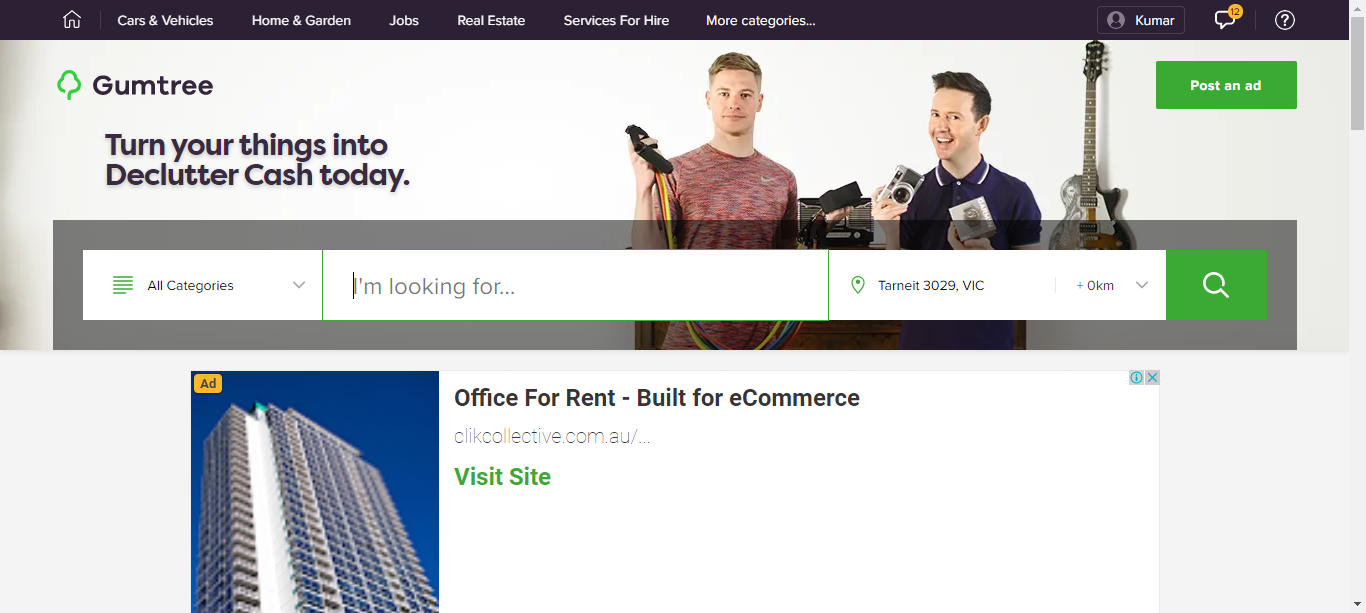 Cars & Vehicles Home & Garden Jobs Real Estate Services For Hire More categories... Kumar 12 ?
Gumtree
Post an ad
Turn your things into
Declutter Cash today.
All Categories I'm looking for... Tarneit 3029, VIC + 0km
Ad
Office For Rent - Built for eCommerce
clikcollective.com.au/...
Visit Site